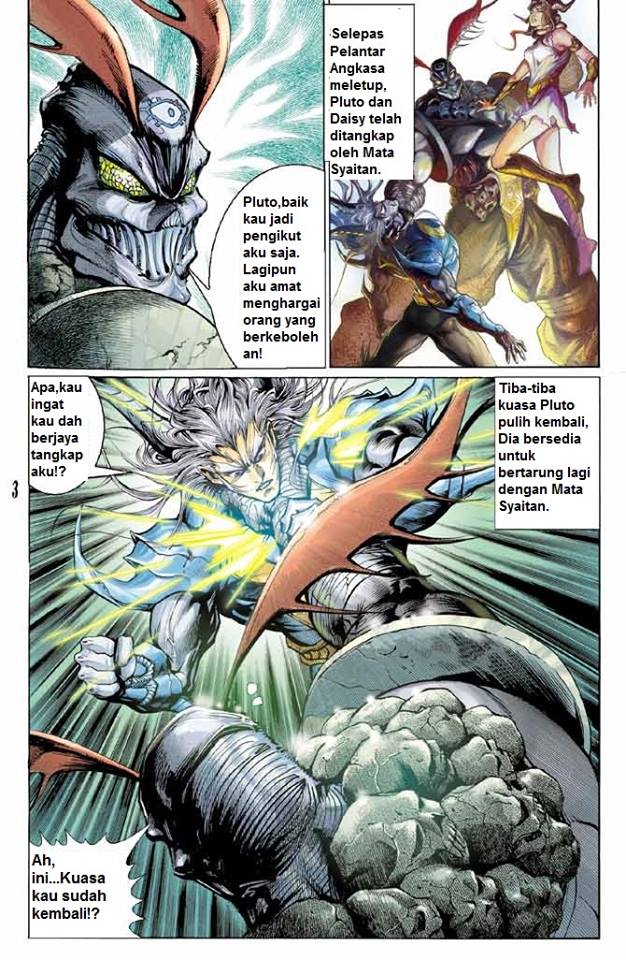 Selepas
Pelantar
Angkasa
meletup,
Pluto dan
Daisy telah
ditangkap
oleh Mata
Syaitan.
Pluto,baik
kau jadi
pengikut
aku saja.
Lagipun
aku amat
menghargai
orang yang
berkeboleh
an!
Apa,kau
ingat
kau dah
berjaya
tangkap
aku!?
Tiba-tiba
kuasa Pluto
pulih kembali,
Dia bersedia
untuk
bertarung lagi
dengan Mata
Syaitan.
3
Ah,
ini...Kuasa
kau sudah
kembali!?